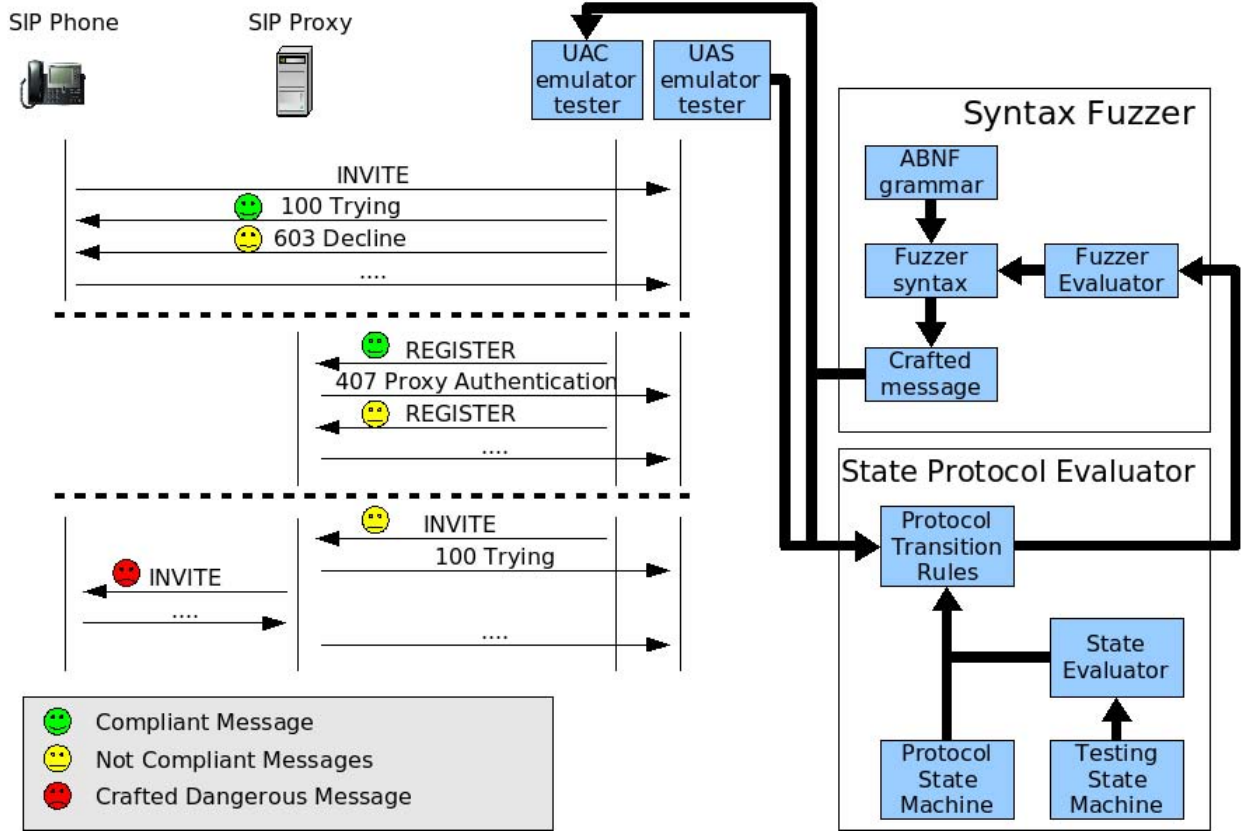 SIP Phone
SIP Proxy
UAC
emulator
tester
UAS
emulator
tester
INVITE
100 Trying
603 Decline
....
REGISTER
407 Proxy Authentication
REGISTER
....
INVITE
100 Trying
INVITE
....
....
Compliant Message
Not Compliant Messages
Crafted Dangerous Message
Syntax Fuzzer
ABNF
grammar
Fuzzer
syntax
Fuzzer
Evaluator
Crafted
message
State Protocol Evaluator
Protocol
Transition
Rules
State
Evaluator
Protocol
State
Machine
Testing
State
Machine